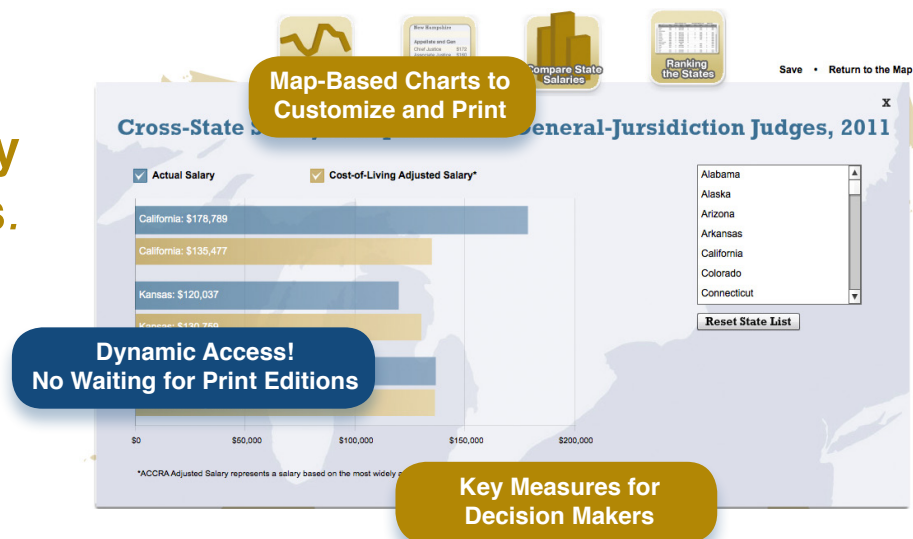 New Hampshire
Appellate and Gen
Chief Justice $172
Compare State
Salaries
Ranking
the States
Save • Return to the Map
Map-Based Charts to
Customize and Print
x
Cross-State General-Jursidiction Judges, 2011
y
s.
Actual Salary
Cost-of-Living Adjusted Salary*
California: $178,789
California: $135,477
Kansas: $120,037
Kansas: $130,759
Alabama
Alaska
Arizona
Arkansas
California
Colorado
Connecticut
Reset State List
Dynamic Access!
No Waiting for Print Editions
$0 $50,000 $100,000 $150,000 $200,000
*ACCRA Adjusted Salary represents a salary based on the most widely
Key Measures for
Decision Makers